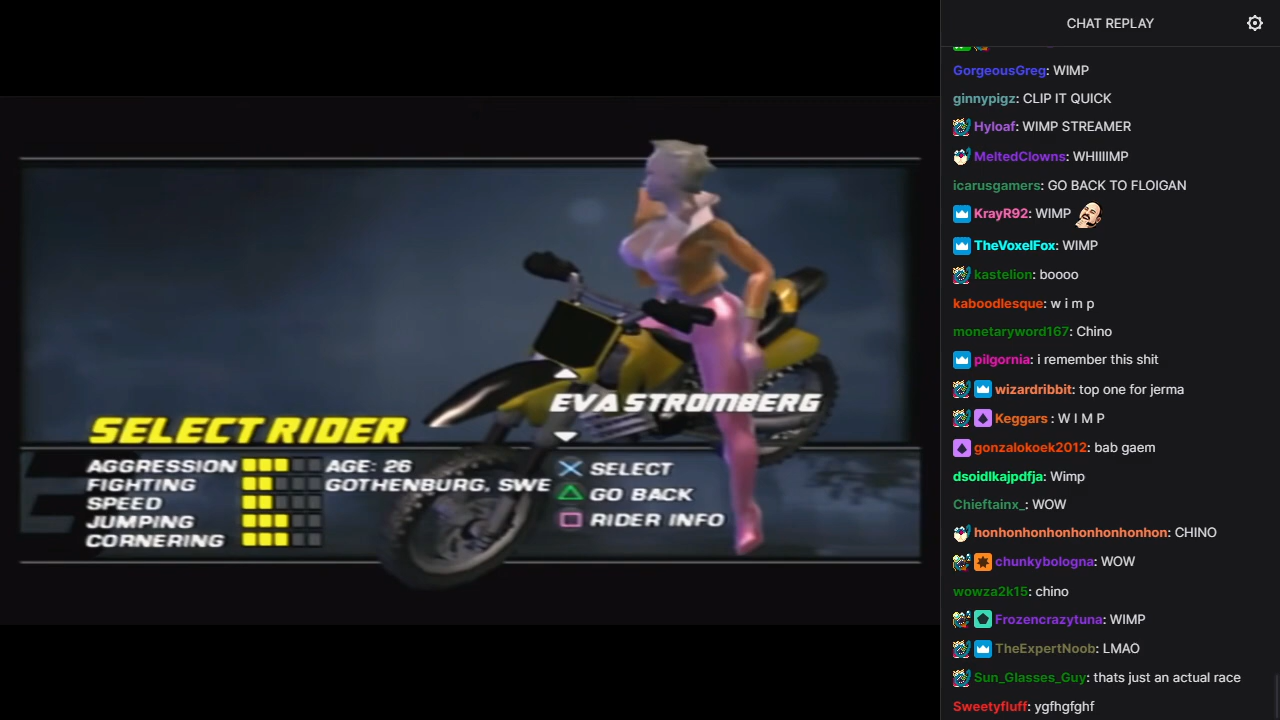 EVA STROMBERG
SELECT RIDER
AGGRESSION
FIGHTING
SPEED
JUMPING
CORNERING
AGE: 26
GOTHENBURG, SWE
SELECT
GO BACK
RIDER INFO
CHAT REPLAY
GorgeousGreg: WIMP
ginnypigz: CLIP IT QUICK
Hyloaf: WIMP STREAMER
MeltedClowns: WHIIIIMP
icarusgamers: GO BACK TO FLOIGAN
KrayR92: WIMP
TheVoxelFox: WIMP
kastelion: boooo
kaboodlesque: w i m p
monetaryword167: Chino
pilgornia: i remember this shit
wizardribbit: top one for jerma
Keggars : W I M P
gonzalokoek2012: bab gaem
dsoidlkajpdfja: Wimp
Chieftainx_: WOW
honhonhonhonhonhonhonhon: CHINO
chunkybologna: WOW
wowza2k15: chino
Frozencrazytuna: WIMP
TheExpertNoob: LMAO
Sun_Glasses_Guy: thats just an actual race
Sweetyfluff: ygfhgfghf